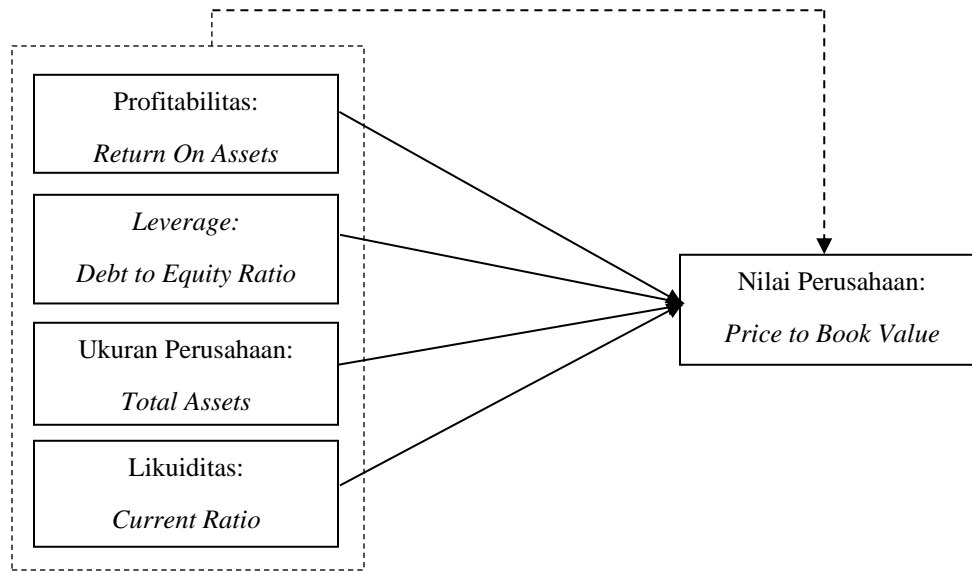 Profitabilitas:
Return On Assets
Leverage:
Debt to Equity Ratio
Ukuran Perusahaan:
Total Assets
Likuiditas:
Current Ratio
Nilai Perusahaan:
Price to Book Value